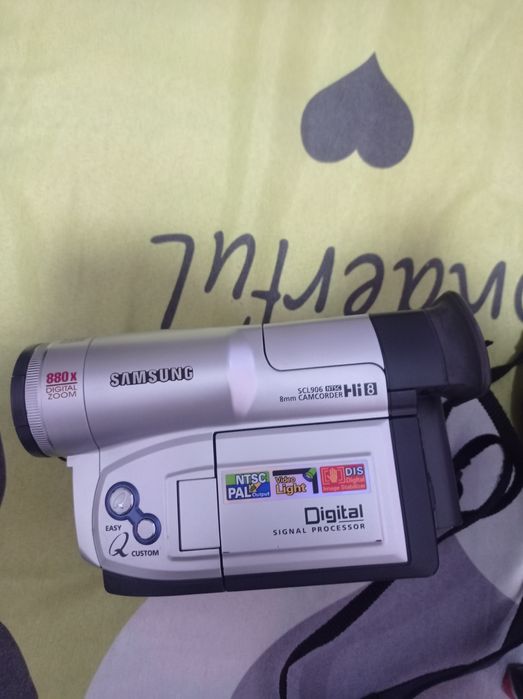 onderful
880X
DIGITAL
ZOOM
SAMSUNG
SCL906 NTSC
8mm CAMCORDER Hi8
NTSC
PAL Output
Video
Light
DIS
Digital
Image Stabilizer
Digital
SIGNAL PROCESSOR
EASY
Q
CUSTOM